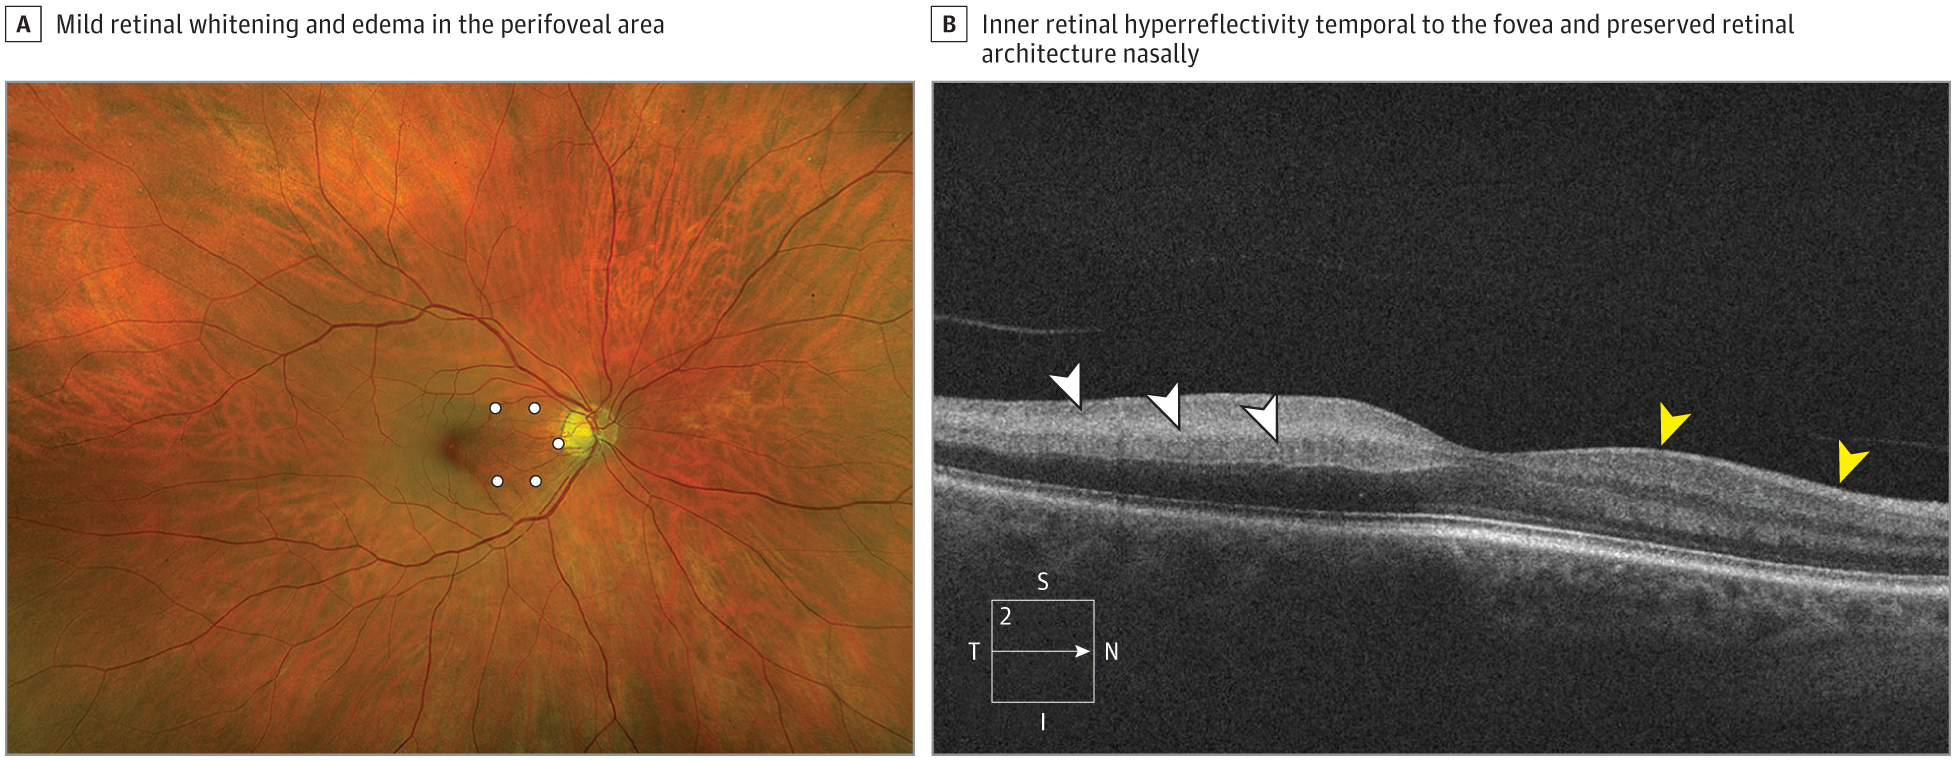 A Mild retinal whitening and edema in the perifoveal area
B Inner retinal hyperreflectivity temporal to the fovea and preserved retinal
architecture nasally
S
2
T N
I